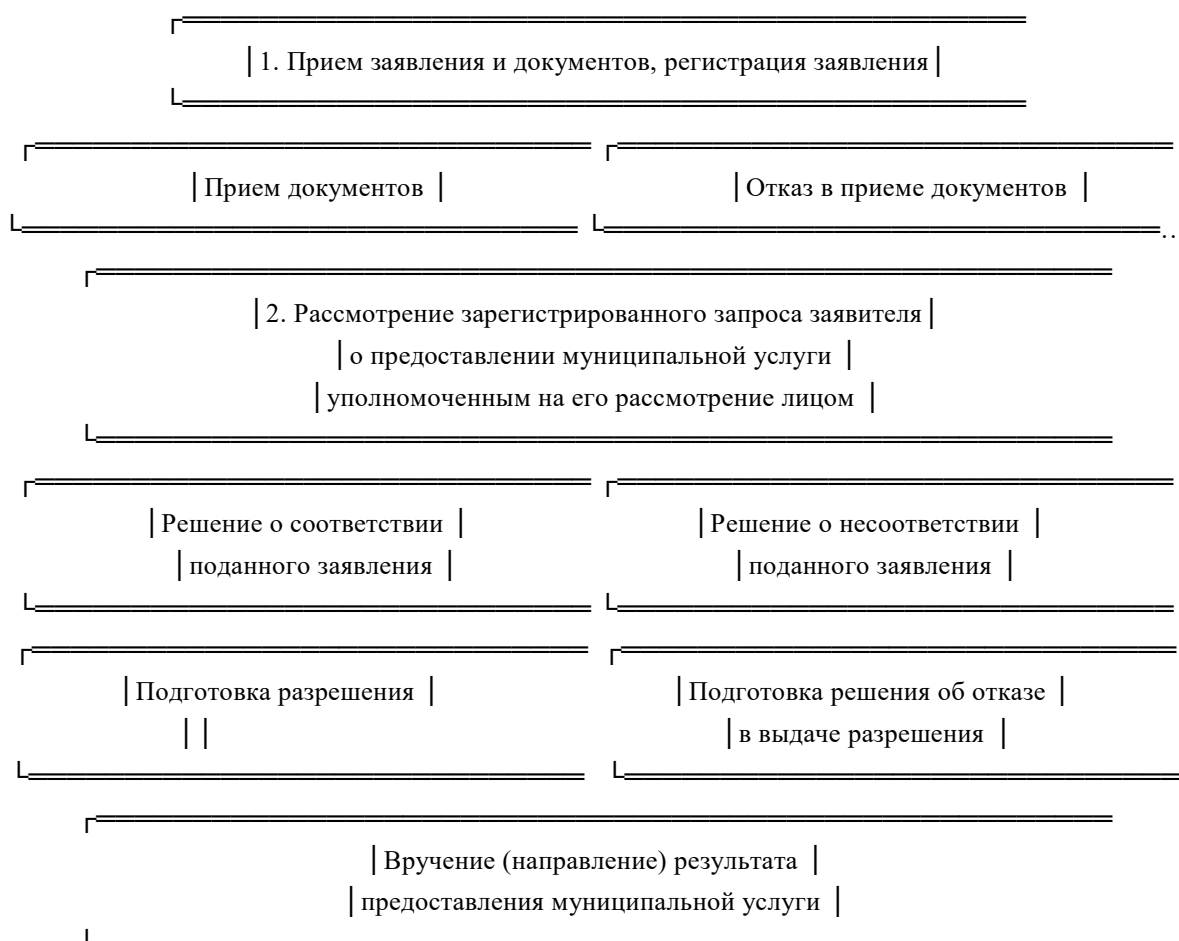 1. Прием заявления и документов, регистрация заявления
Прием документов
Отказ в приеме документов
2. Рассмотрение зарегистрированного запроса заявителя
о предоставлении муниципальной услуги
уполномоченным на его рассмотрение лицом
Решение о соответствии
поданного заявления
Решение о несоответствии
поданного заявления
Подготовка разрешения
Подготовка решения об отказе
в выдаче разрешения
Вручение (направление) результата
предоставления муниципальной услуги